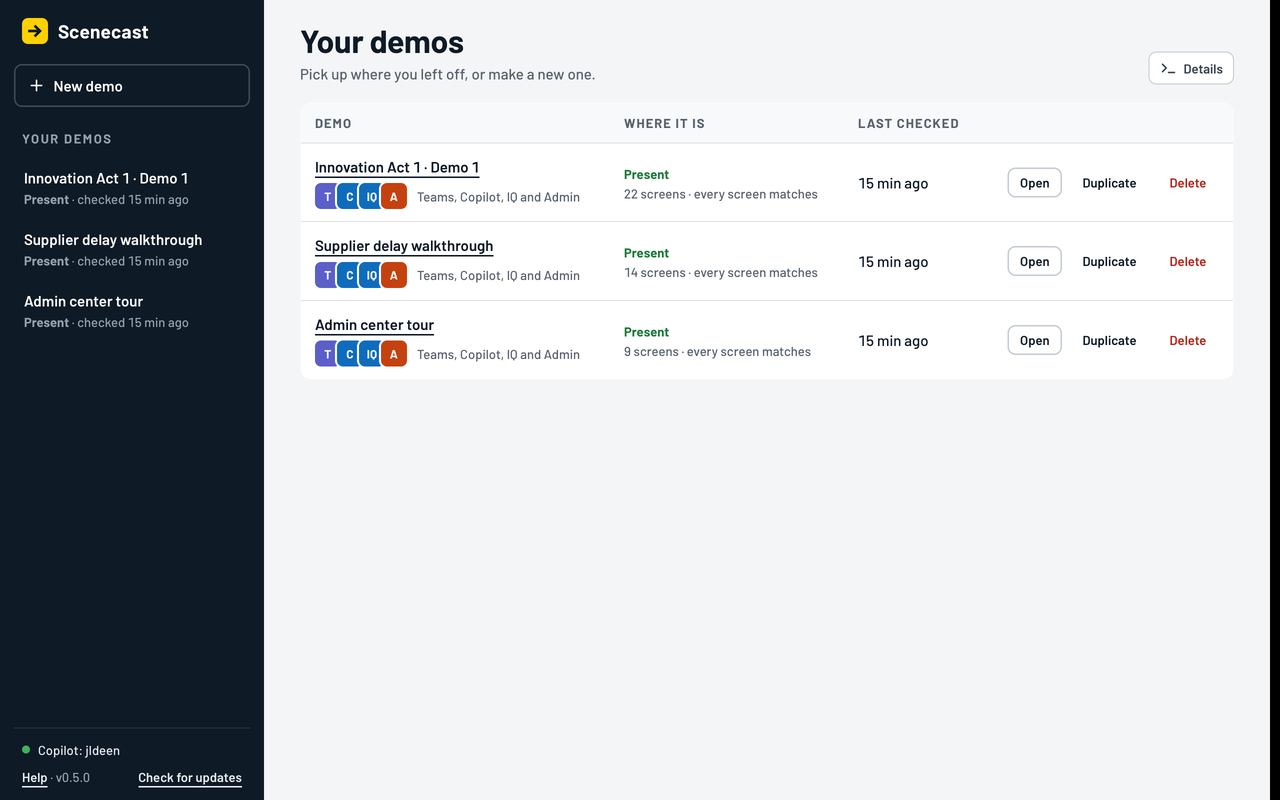 Scenecast
New demo
YOUR DEMOS
Innovation Act 1 · Demo 1
Present · checked 15 min ago
Supplier delay walkthrough
Present · checked 15 min ago
Admin center tour
Present · checked 15 min ago
Copilot: jldeen
Help · v0.5.0
Check for updates
Your demos
Pick up where you left off, or make a new one.
Details
DEMO WHERE IT IS LAST CHECKED
Innovation Act 1 · Demo 1
T C IQ A Teams, Copilot, IQ and Admin
Present
22 screens · every screen matches
15 min ago
Open Duplicate Delete
Supplier delay walkthrough
T C IQ A Teams, Copilot, IQ and Admin
Present
14 screens · every screen matches
15 min ago
Open Duplicate Delete
Admin center tour
T C IQ A Teams, Copilot, IQ and Admin
Present
9 screens · every screen matches
15 min ago
Open Duplicate Delete